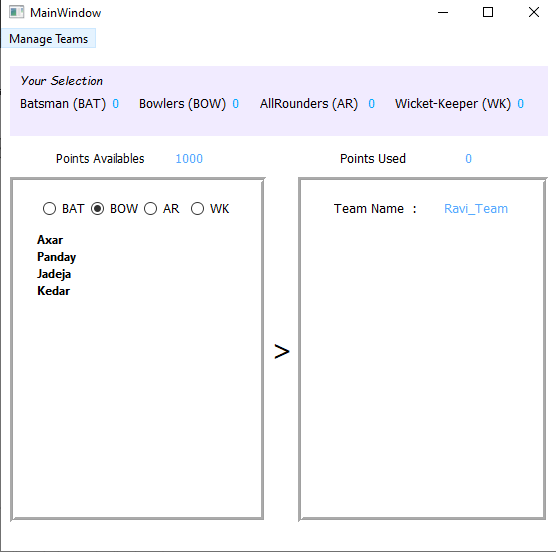 MainWindow
Manage Teams
Your Selection
Batsman (BAT) 0 Bowlers (BOW) 0 AllRounders (AR) 0 Wicket-Keeper (WK) 0
Points Availables 1000 Points Used 0
BAT BOW AR WK
Axar
Panday
Jadeja
Kedar
>
Team Name : Ravi_Team